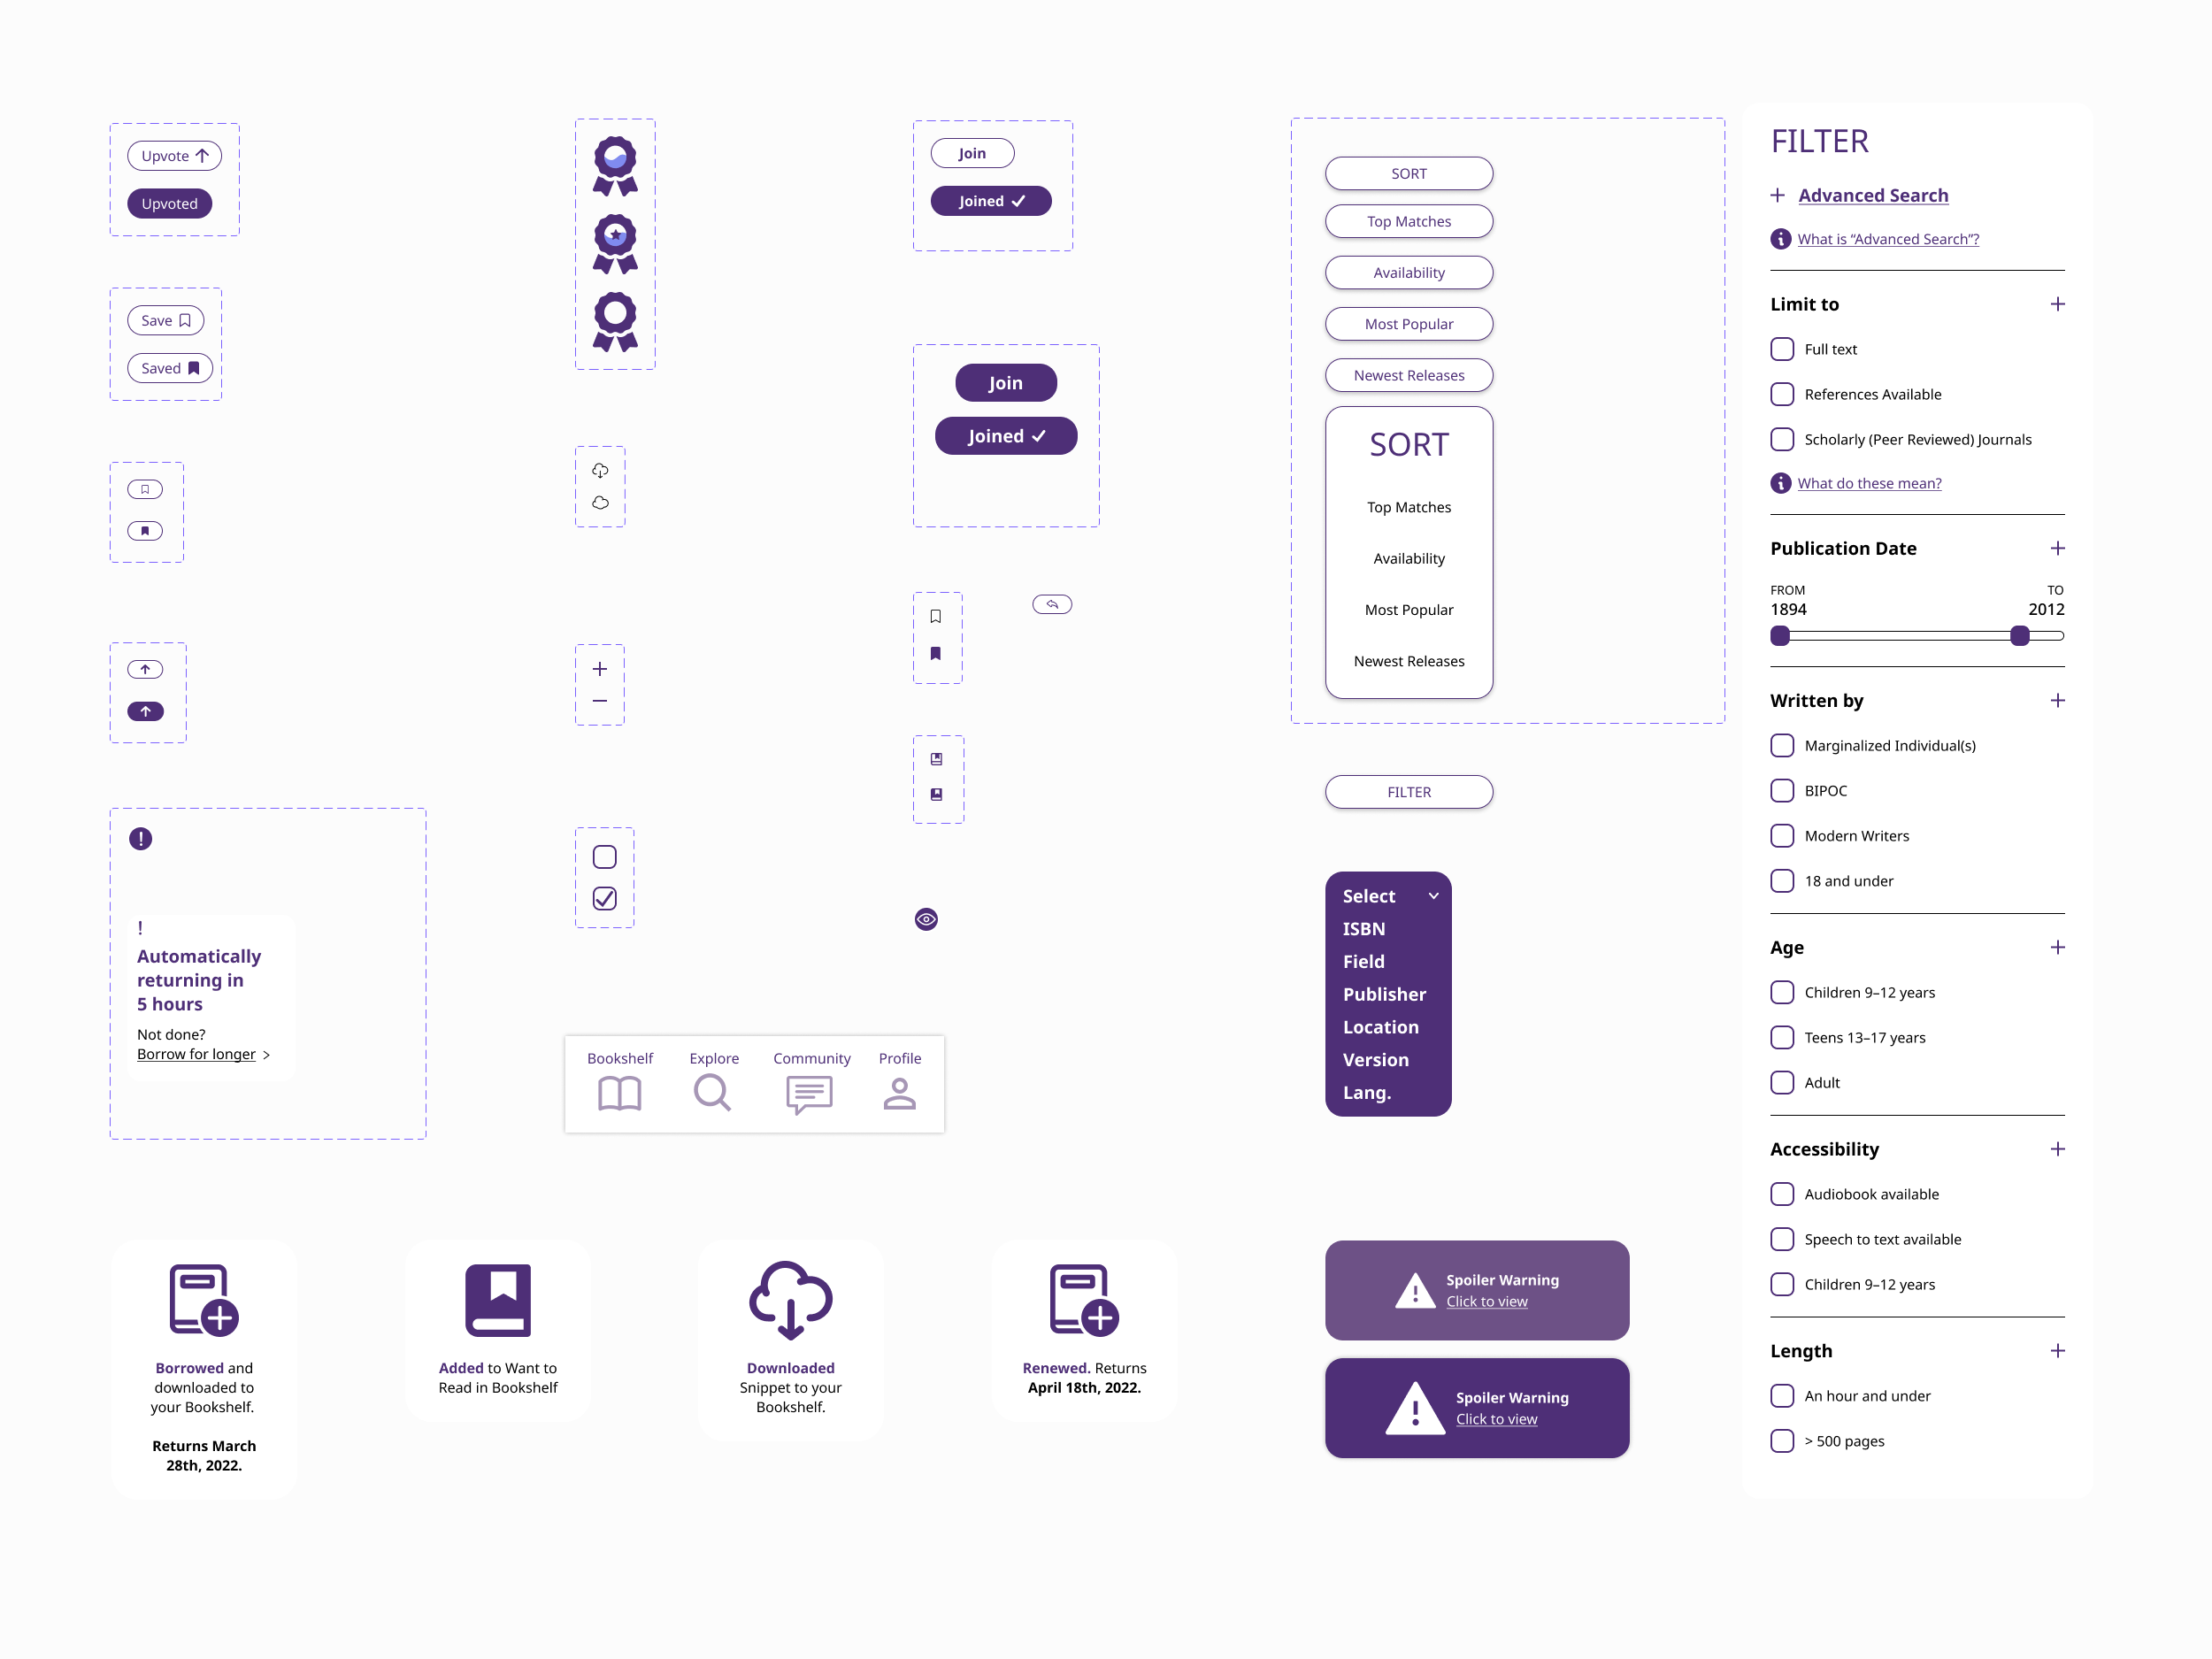 Upvote
Upvoted
Save
Saved
!
!
Automatically
returning in
5 hours
Not done?
Borrow for longer >
Join
Joined
Join
Joined
Bookshelf
Explore
Community
Profile
SORT
Top Matches
Availability
Most Popular
Newest Releases
SORT
Top Matches
Availability
Most Popular
Newest Releases
FILTER
Select
ISBN
Field
Publisher
Location
Version
Lang.
Borrowed and
downloaded to
your Bookshelf.
Returns March
28th, 2022.
Added to Want to
Read in Bookshelf
Downloaded
Snippet to your
Bookshelf.
Renewed. Returns
April 18th, 2022.
Spoiler Warning
Click to view
Spoiler Warning
Click to view
FILTER
+ Advanced Search
What is “Advanced Search”?
Limit to +
Full text
References Available
Scholarly (Peer Reviewed) Journals
What do these mean?
Publication Date +
FROM TO
1894 2012
Written by +
Marginalized Individual(s)
BIPOC
Modern Writers
18 and under
Age +
Children 9–12 years
Teens 13–17 years
Adult
Accessibility +
Audiobook available
Speech to text available
Children 9–12 years
Length +
An hour and under
> 500 pages